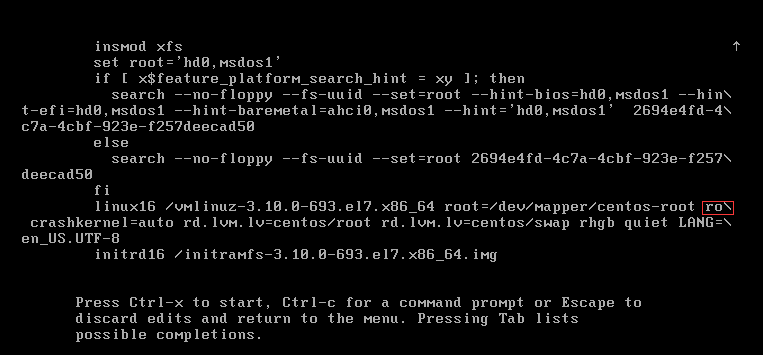 insmod xfs
set root='hd0,msdos1'
if [ x$feature_platform_search_hint = xy ]; then
search --no-floppy --fs-uuid --set=root --hint-bios=hd0,msdos1 --hin\
t-efi=hd0,msdos1 --hint-baremetal=ahci0,msdos1 --hint='hd0,msdos1'  2694e4fd-4\
c7a-4cbf-923e-f257deecad50
else
search --no-floppy --fs-uuid --set=root 2694e4fd-4c7a-4cbf-923e-f257\
deecad50
fi
linux16 /vmlinuz-3.10.0-693.el7.x86_64 root=/dev/mapper/centos-root ro\
crashkernel=auto rd.lvm.lv=centos/root rd.lvm.lv=centos/swap rhgb quiet LANG=\
en_US.UTF-8
initrd16 /initramfs-3.10.0-693.el7.x86_64.img
Press Ctrl-x to start, Ctrl-c for a command prompt or Escape to
discard edits and return to the menu. Pressing Tab lists
possible completions.